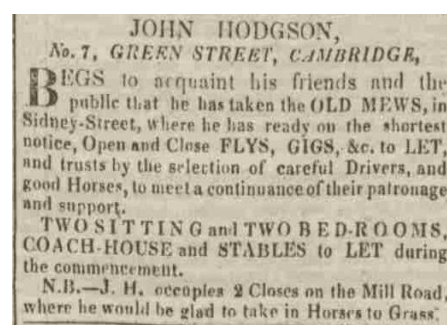 JOHN HODGSON,
No. 7, GREEN STREET, CAMBRIDGE,
BEGS to acquaint his friends and the
public that he has taken the OLD MEWS, in
Sidney-Street, where he has ready on the shortest
notice, Open and Close FLYS, GIGS, &c. to LET,
and trusts by the selection of careful Drivers, and
good Horses, to meet a continuance of their patronage
and support.
TWO SITTING and TWO BED-ROOMS,
COACH-HOUSE and STABLES to LET during
the commencement.
N.B.—J. H. occupies 2 Closes on the Mill Road,
where he would be glad to take in Horses to Grass.